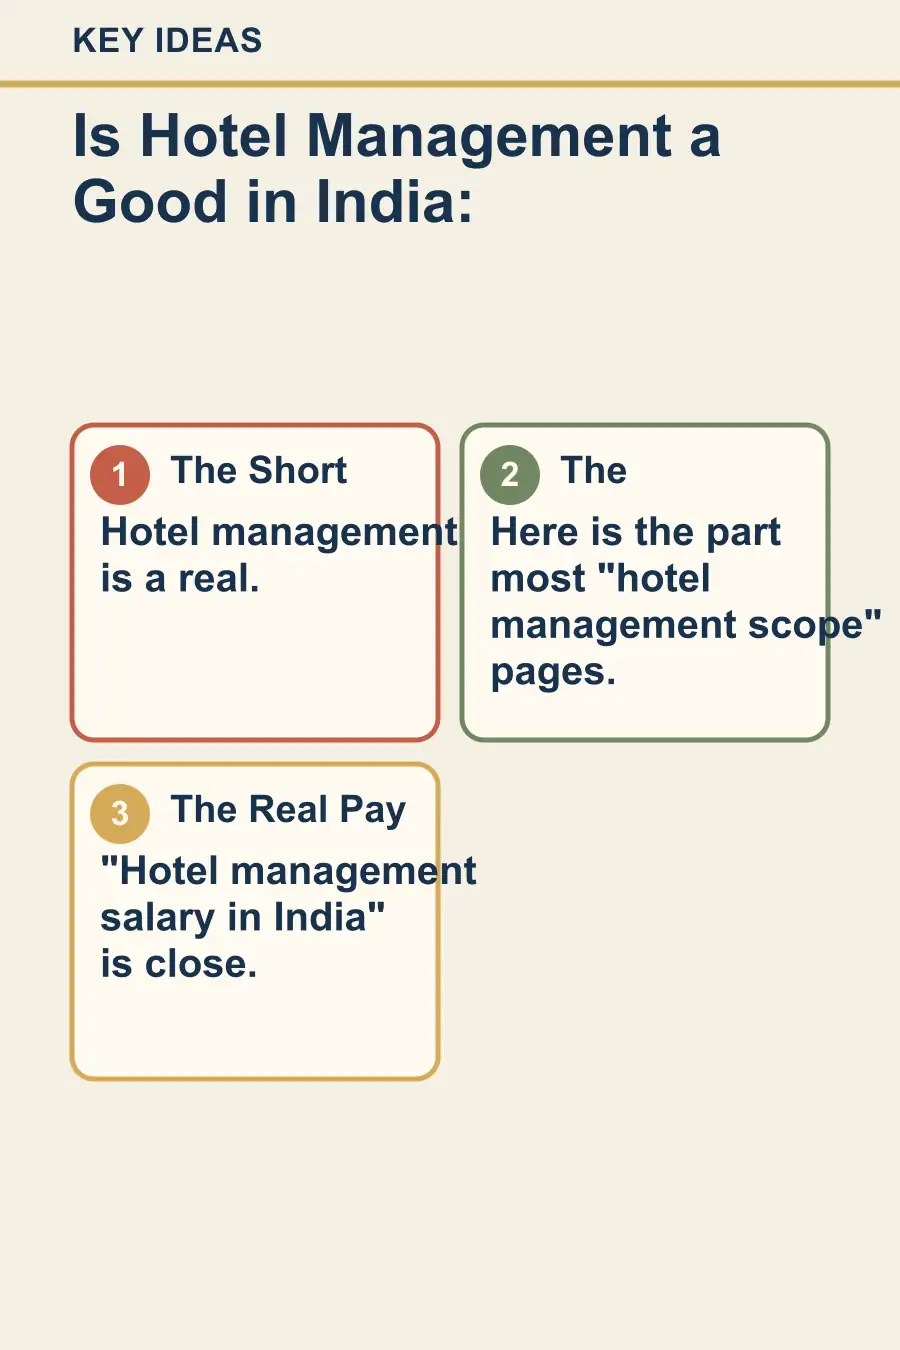 KEY IDEAS
Is Hotel Management a
Good in India:
1 The Short
Hotel management
is a real.
2 The
Here is the part
most "hotel
management scope"
pages.
3 The Real Pay
"Hotel management
salary in India"
is close.